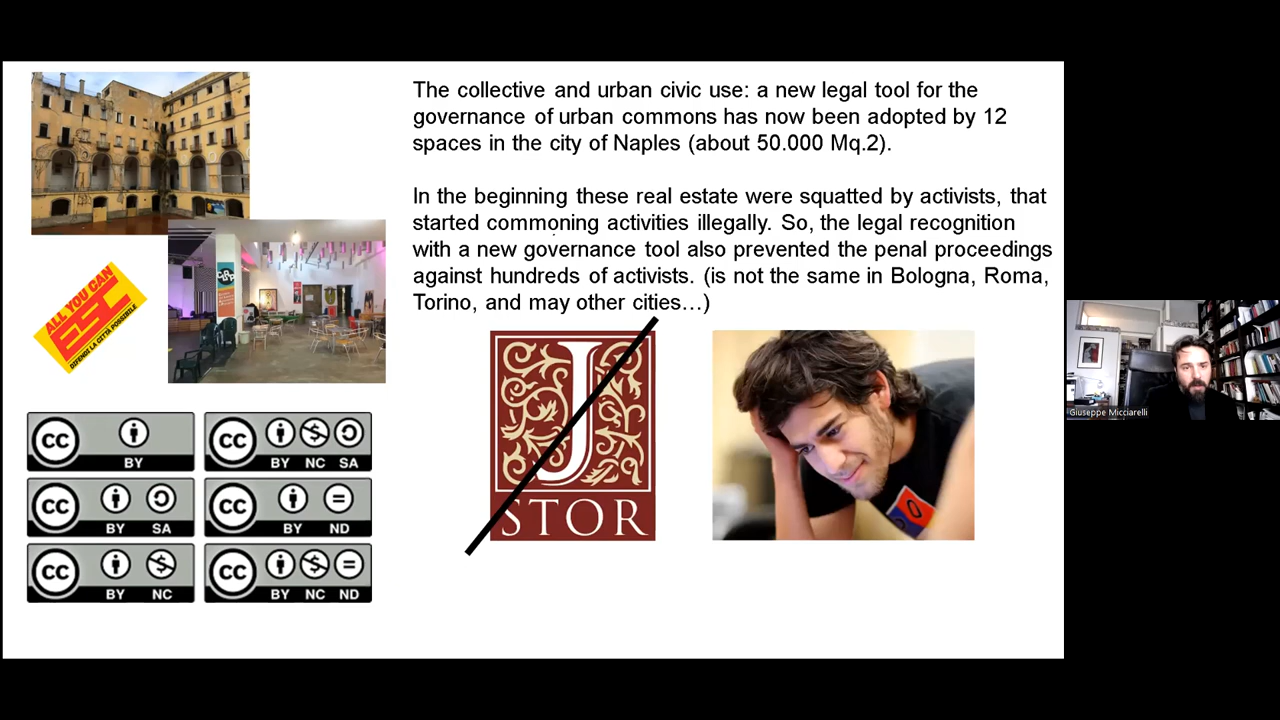 The collective and urban civic use: a new legal tool for the
governance of urban commons has now been adopted by 12
spaces in the city of Naples (about 50.000 Mq.2).
In the beginning these real estate were squatted by activists, that
started commoning activities illegally. So, the legal recognition
with a new governance tool also prevented the penal proceedings
against hundreds of activists. (is not the same in Bologna, Roma,
Torino, and may other cities…)
ALL YOU CAN
ESC
DIFENDI LA CITTÀ POSSIBILE
J
STOR
cc BY
cc BY NC SA
cc BY SA
cc BY ND
cc BY NC
cc BY NC ND
Giuseppe Micciarelli